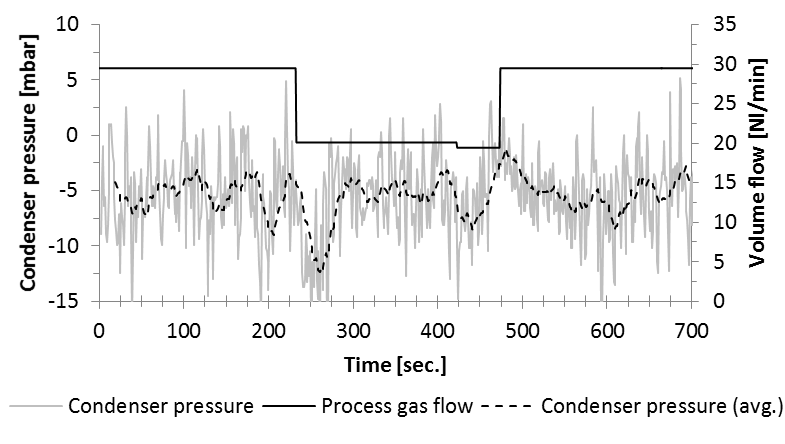 Condenser pressure [mbar]
10
5
0
-5
-10
-15
35
30
25
20
15
10
5
0
Volume flow [Nl/min]
0 100 200 300 400 500 600 700
Time [sec.]
Condenser pressure Process gas flow Condenser pressure (avg.)